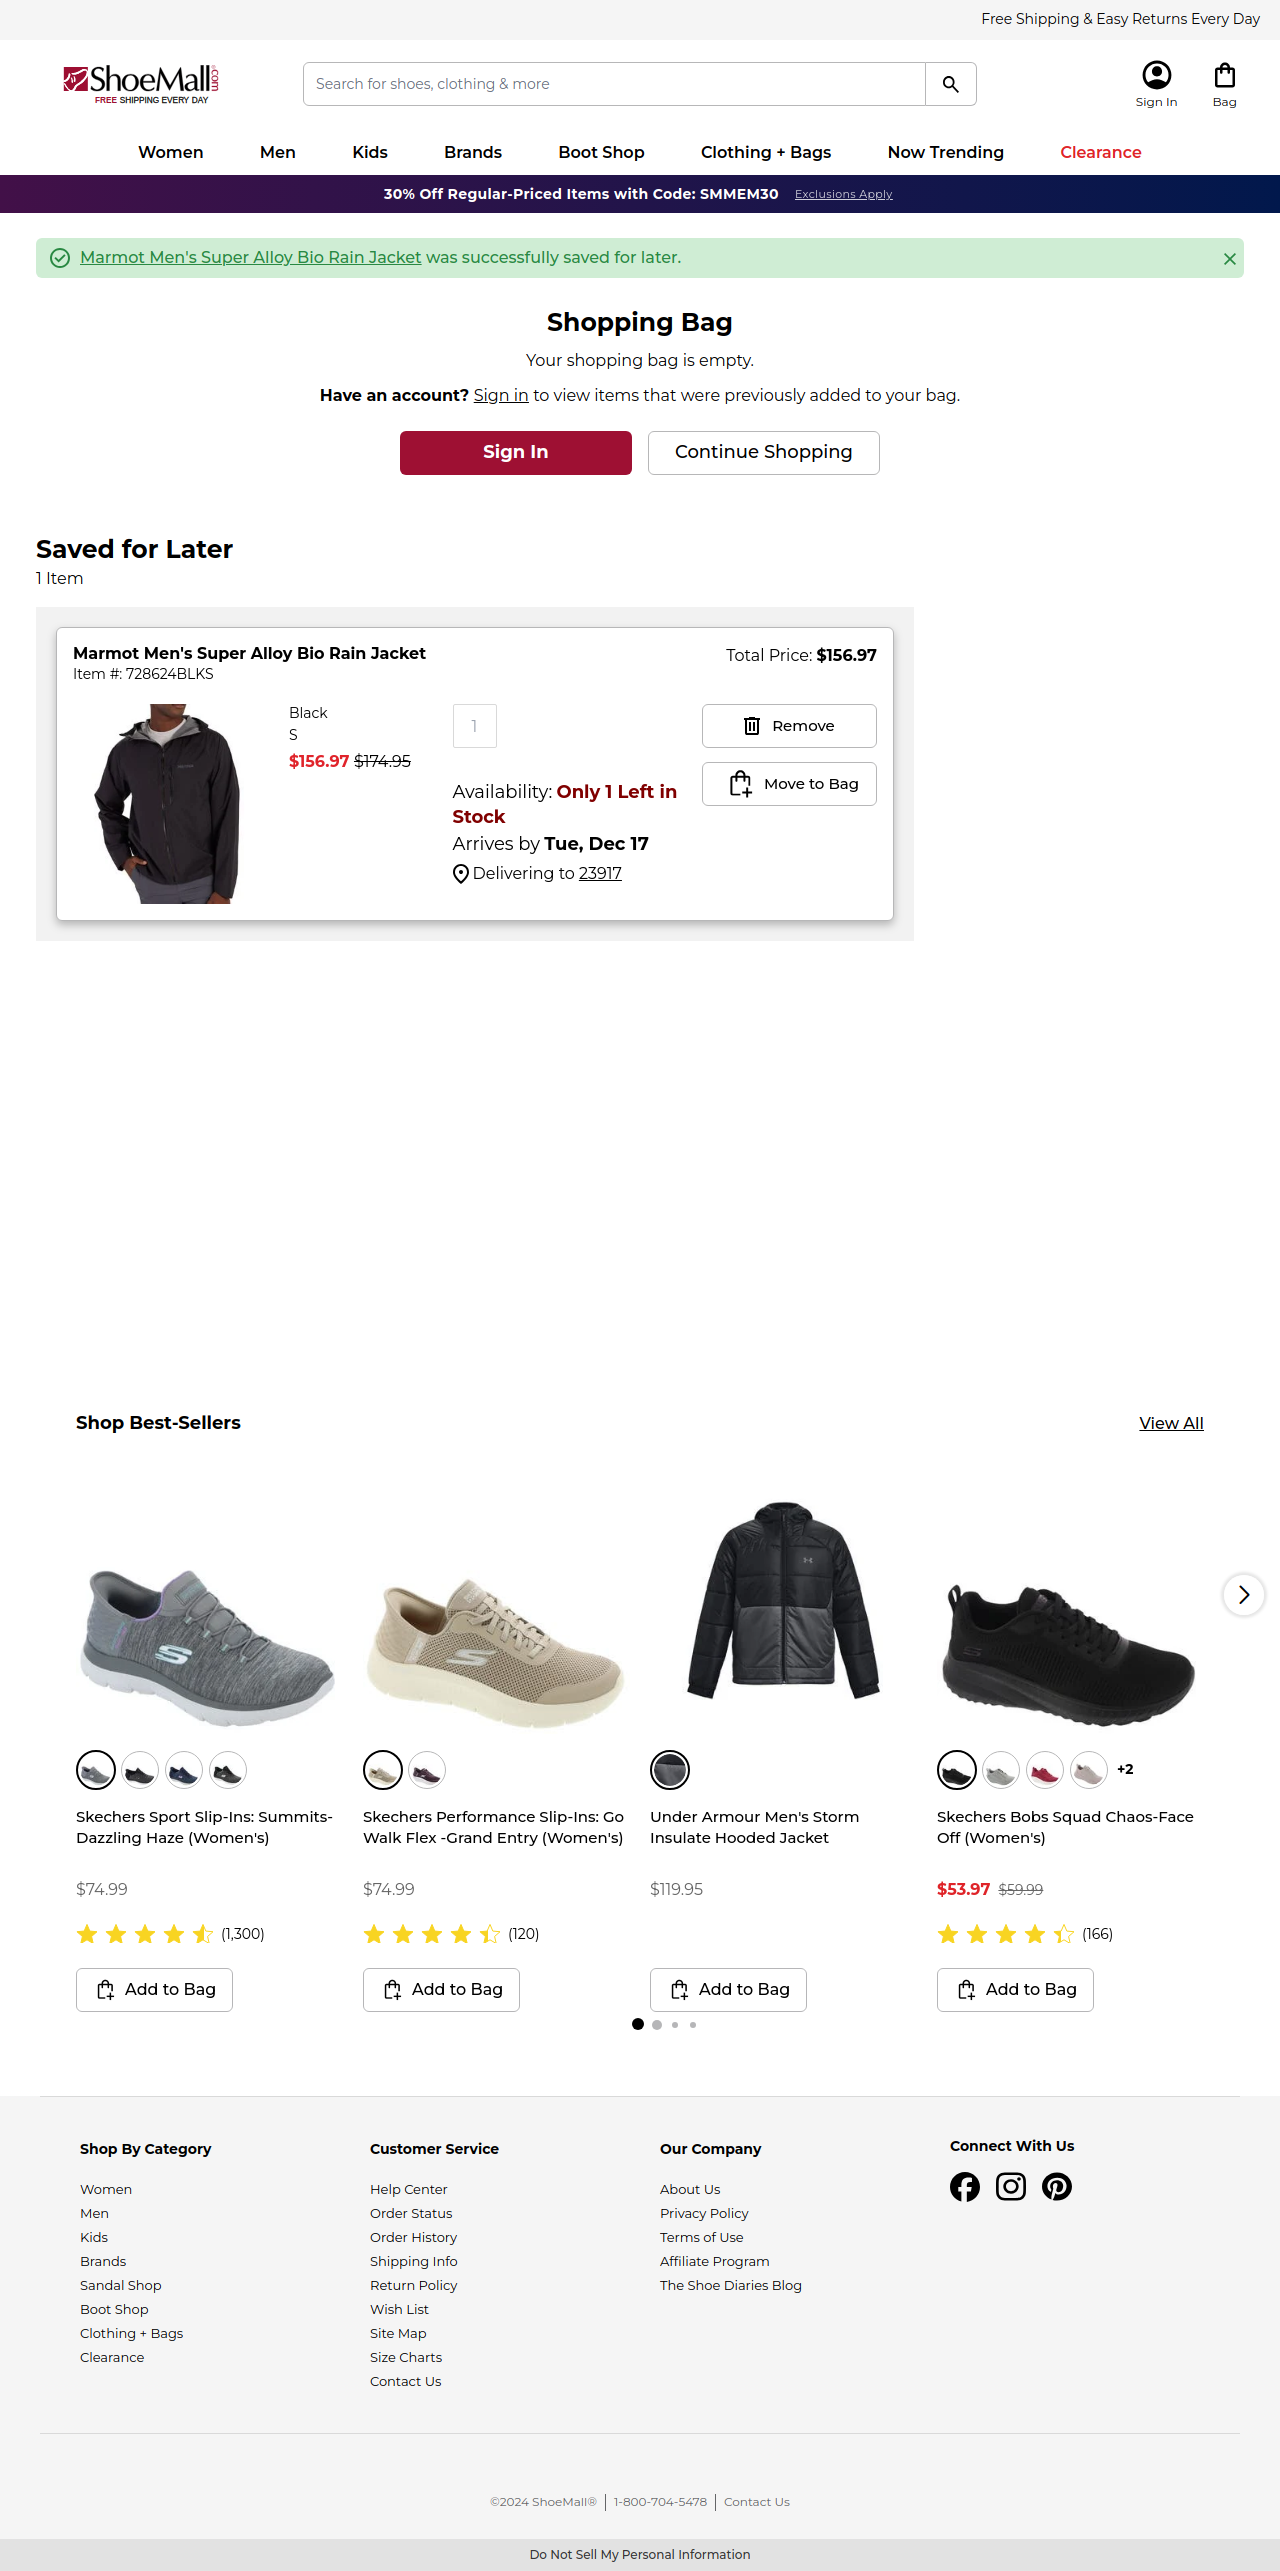 Free Shipping & Easy Returns Every Day
ShoeMall.com
FREE SHIPPING EVERY DAY
Search for shoes, clothing & more
Sign In
Bag
Women
Men
Kids
Brands
Boot Shop
Clothing + Bags
Now Trending
Clearance
30% Off Regular-Priced Items with Code: SMMEM30 Exclusions Apply
Marmot Men's Super Alloy Bio Rain Jacket was successfully saved for later.
Shopping Bag
Your shopping bag is empty.
Have an account? Sign in to view items that were previously added to your bag.
Sign In
Continue Shopping
Saved for Later
1 Item
Marmot Men's Super Alloy Bio Rain Jacket
Item #: 728624BLKS
Total Price: $156.97
Black
S
$156.97 $174.95
1
Availability: Only 1 Left in
Stock
Arrives by Tue, Dec 17
Delivering to 23917
Remove
Move to Bag
Shop Best-Sellers
View All
Skechers Sport Slip-Ins: Summits-
Dazzling Haze (Women's)
$74.99
(1,300)
Add to Bag
Skechers Performance Slip-Ins: Go
Walk Flex -Grand Entry (Women's)
$74.99
(120)
Add to Bag
Under Armour Men's Storm
Insulate Hooded Jacket
$119.95
Add to Bag
+2
Skechers Bobs Squad Chaos-Face
Off (Women's)
$53.97 $59.99
(166)
Add to Bag
Shop By Category
Women
Men
Kids
Brands
Sandal Shop
Boot Shop
Clothing + Bags
Clearance
Customer Service
Help Center
Order Status
Order History
Shipping Info
Return Policy
Wish List
Site Map
Size Charts
Contact Us
Our Company
About Us
Privacy Policy
Terms of Use
Affiliate Program
The Shoe Diaries Blog
Connect With Us
©2024 ShoeMall® | 1-800-704-5478 | Contact Us
Do Not Sell My Personal Information